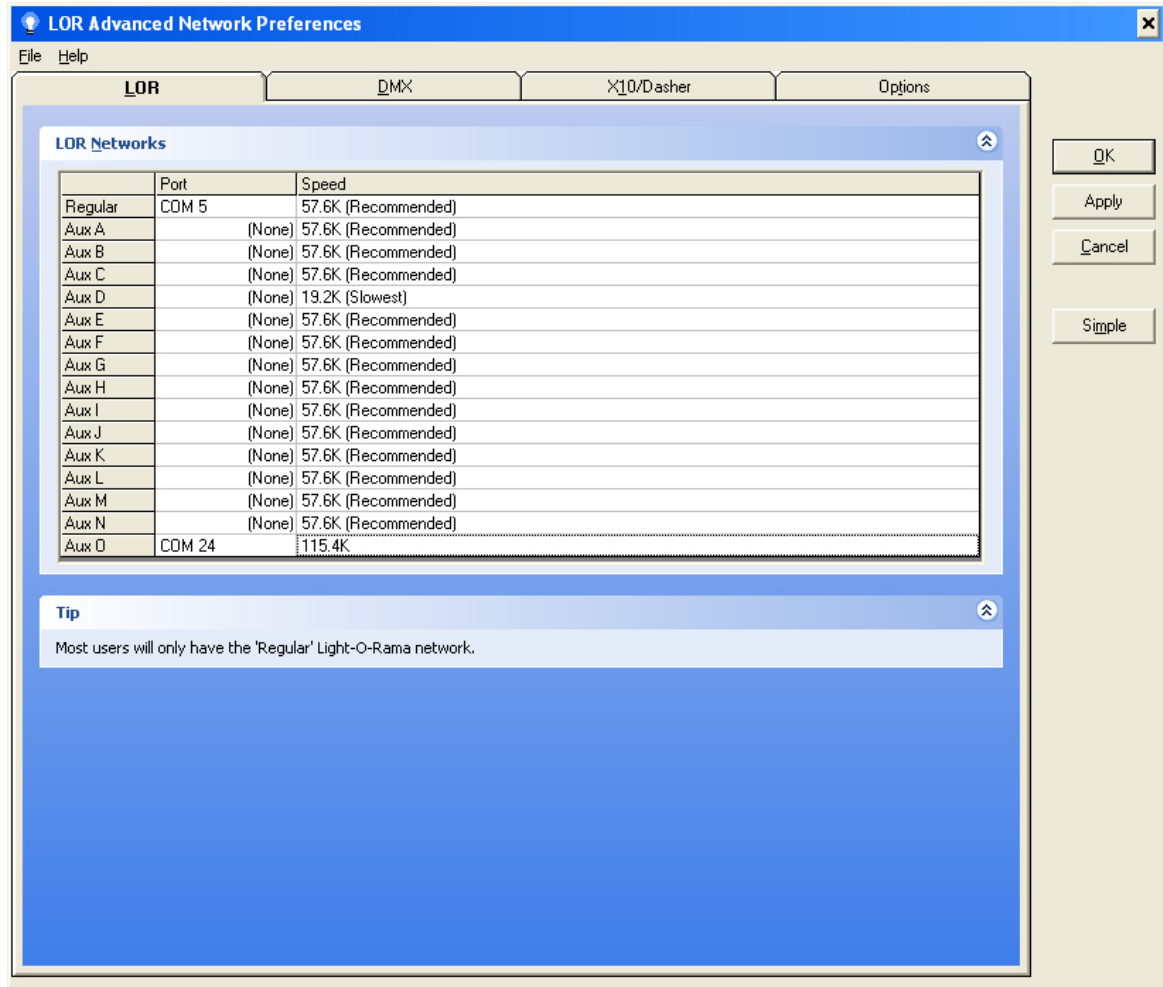 LOR Advanced Network Preferences
File Help
LOR DMX X10/Dasher Options
LOR Networks
Port Speed
Regular COM 5 57.6K (Recommended)
Aux A (None) 57.6K (Recommended)
Aux B (None) 57.6K (Recommended)
Aux C (None) 57.6K (Recommended)
Aux D (None) 19.2K (Slowest)
Aux E (None) 57.6K (Recommended)
Aux F (None) 57.6K (Recommended)
Aux G (None) 57.6K (Recommended)
Aux H (None) 57.6K (Recommended)
Aux I (None) 57.6K (Recommended)
Aux J (None) 57.6K (Recommended)
Aux K (None) 57.6K (Recommended)
Aux L (None) 57.6K (Recommended)
Aux M (None) 57.6K (Recommended)
Aux N (None) 57.6K (Recommended)
Aux O COM 24 115.4K
Tip
Most users will only have the 'Regular' Light-O-Rama network.
OK
Apply
Cancel
Simple